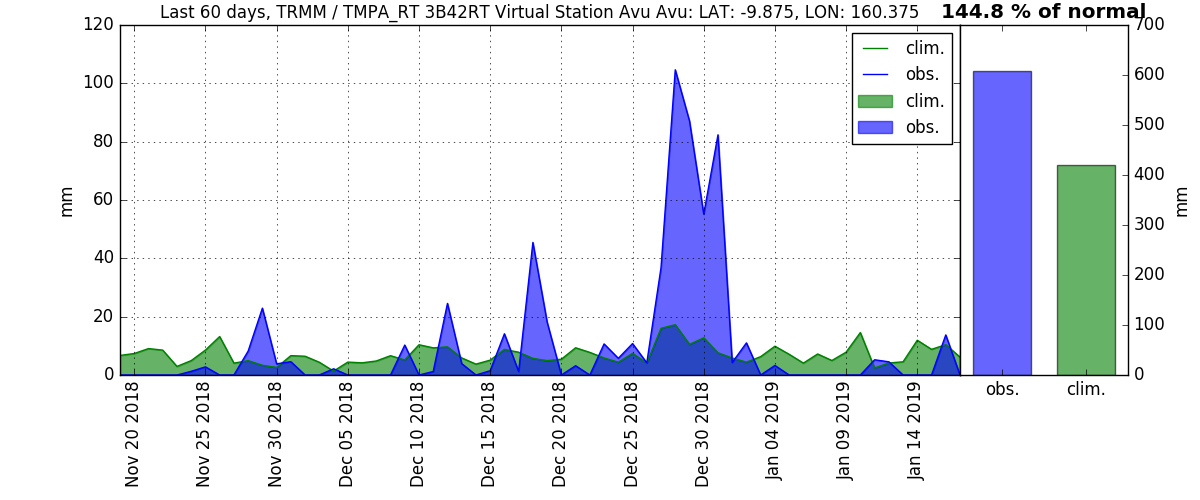 Last 60 days, TRMM / TMPA_RT 3B42RT Virtual Station Avu Avu: LAT: -9.875, LON: 160.375
144.8 % of normal
120
100
80
60
40
20
0
mm
clim.
obs.
clim.
obs.
700
600
500
400
300
200
100
0
mm
obs.
clim.
Nov 20 2018
Nov 25 2018
Nov 30 2018
Dec 05 2018
Dec 10 2018
Dec 15 2018
Dec 20 2018
Dec 25 2018
Dec 30 2018
Jan 04 2019
Jan 09 2019
Jan 14 2019